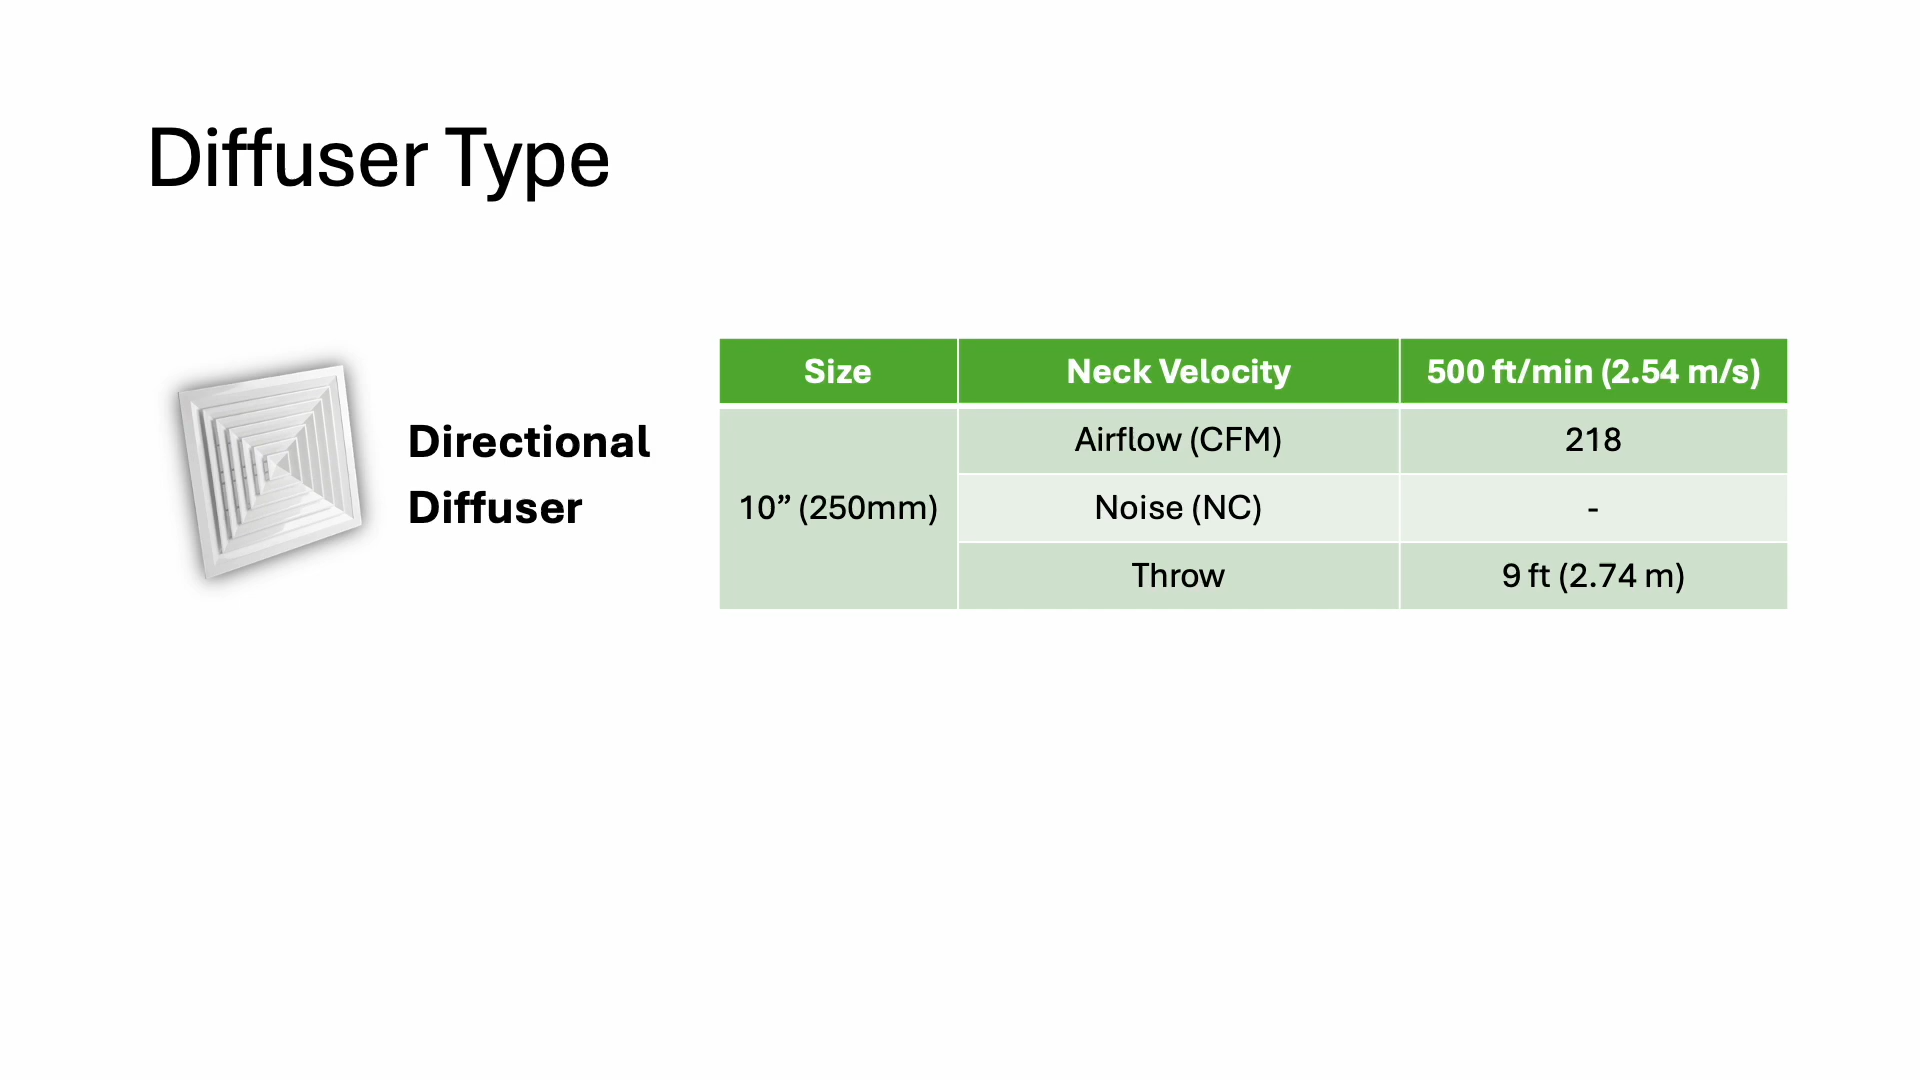 Diffuser Type
Directional
Diffuser
Size Neck Velocity 500 ft/min (2.54 m/s)
10” (250mm)
Airflow (CFM) 218
Noise (NC) -
Throw 9 ft (2.74 m)